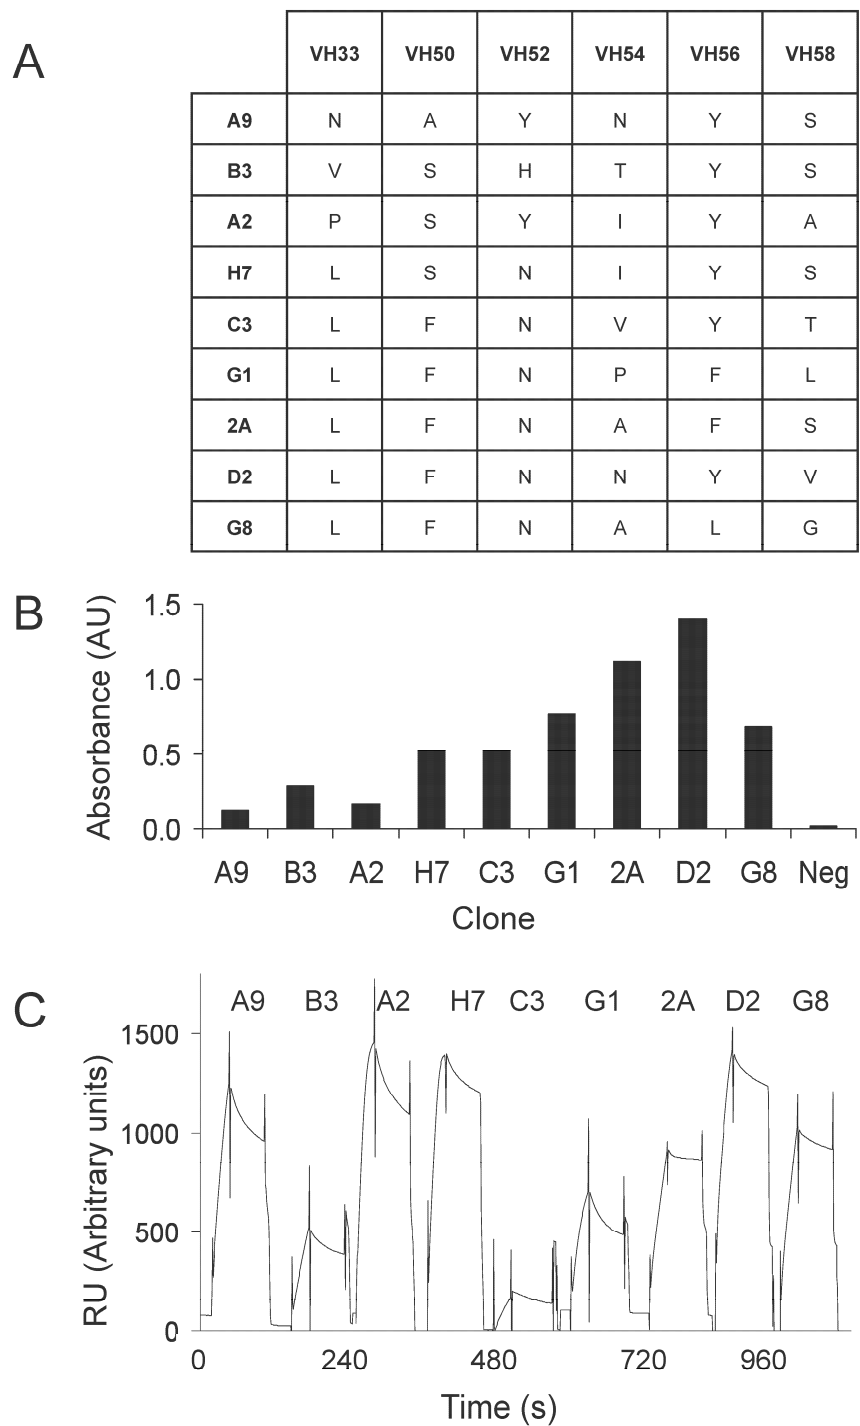 A
VH33 VH50 VH52 VH54 VH56 VH58
A9 N A Y N Y S
B3 V S H T Y S
A2 P S Y I Y A
H7 L S N I Y S
C3 L F N V Y T
G1 L F N P F L
2A L F N A F S
D2 L F N N Y V
G8 L F N A L G
B
Absorbance (AU)
1.5
1.0
0.5
0.0
A9 B3 A2 H7 C3 G1 2A D2 G8 Neg
Clone
C
A9 B3 A2 H7 C3 G1 2A D2 G8
RU (Arbitrary units)
1500
1000
500
0
0 240 480 720 960
Time (s)